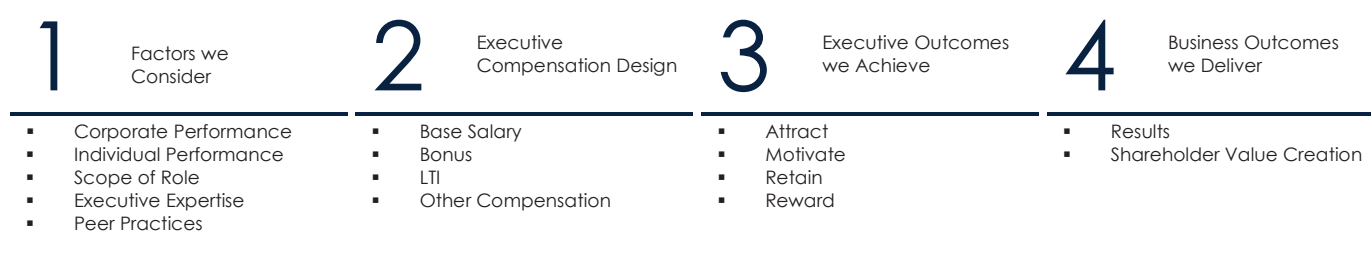 1
Factors we
Consider
▪ Corporate Performance
▪ Individual Performance
▪ Scope of Role
▪ Executive Expertise
▪ Peer Practices
2
Executive
Compensation Design
▪ Base Salary
▪ Bonus
▪ LTI
▪ Other Compensation
3
Executive Outcomes
we Achieve
▪ Attract
▪ Motivate
▪ Retain
▪ Reward
4
Business Outcomes
we Deliver
▪ Results
▪ Shareholder Value Creation